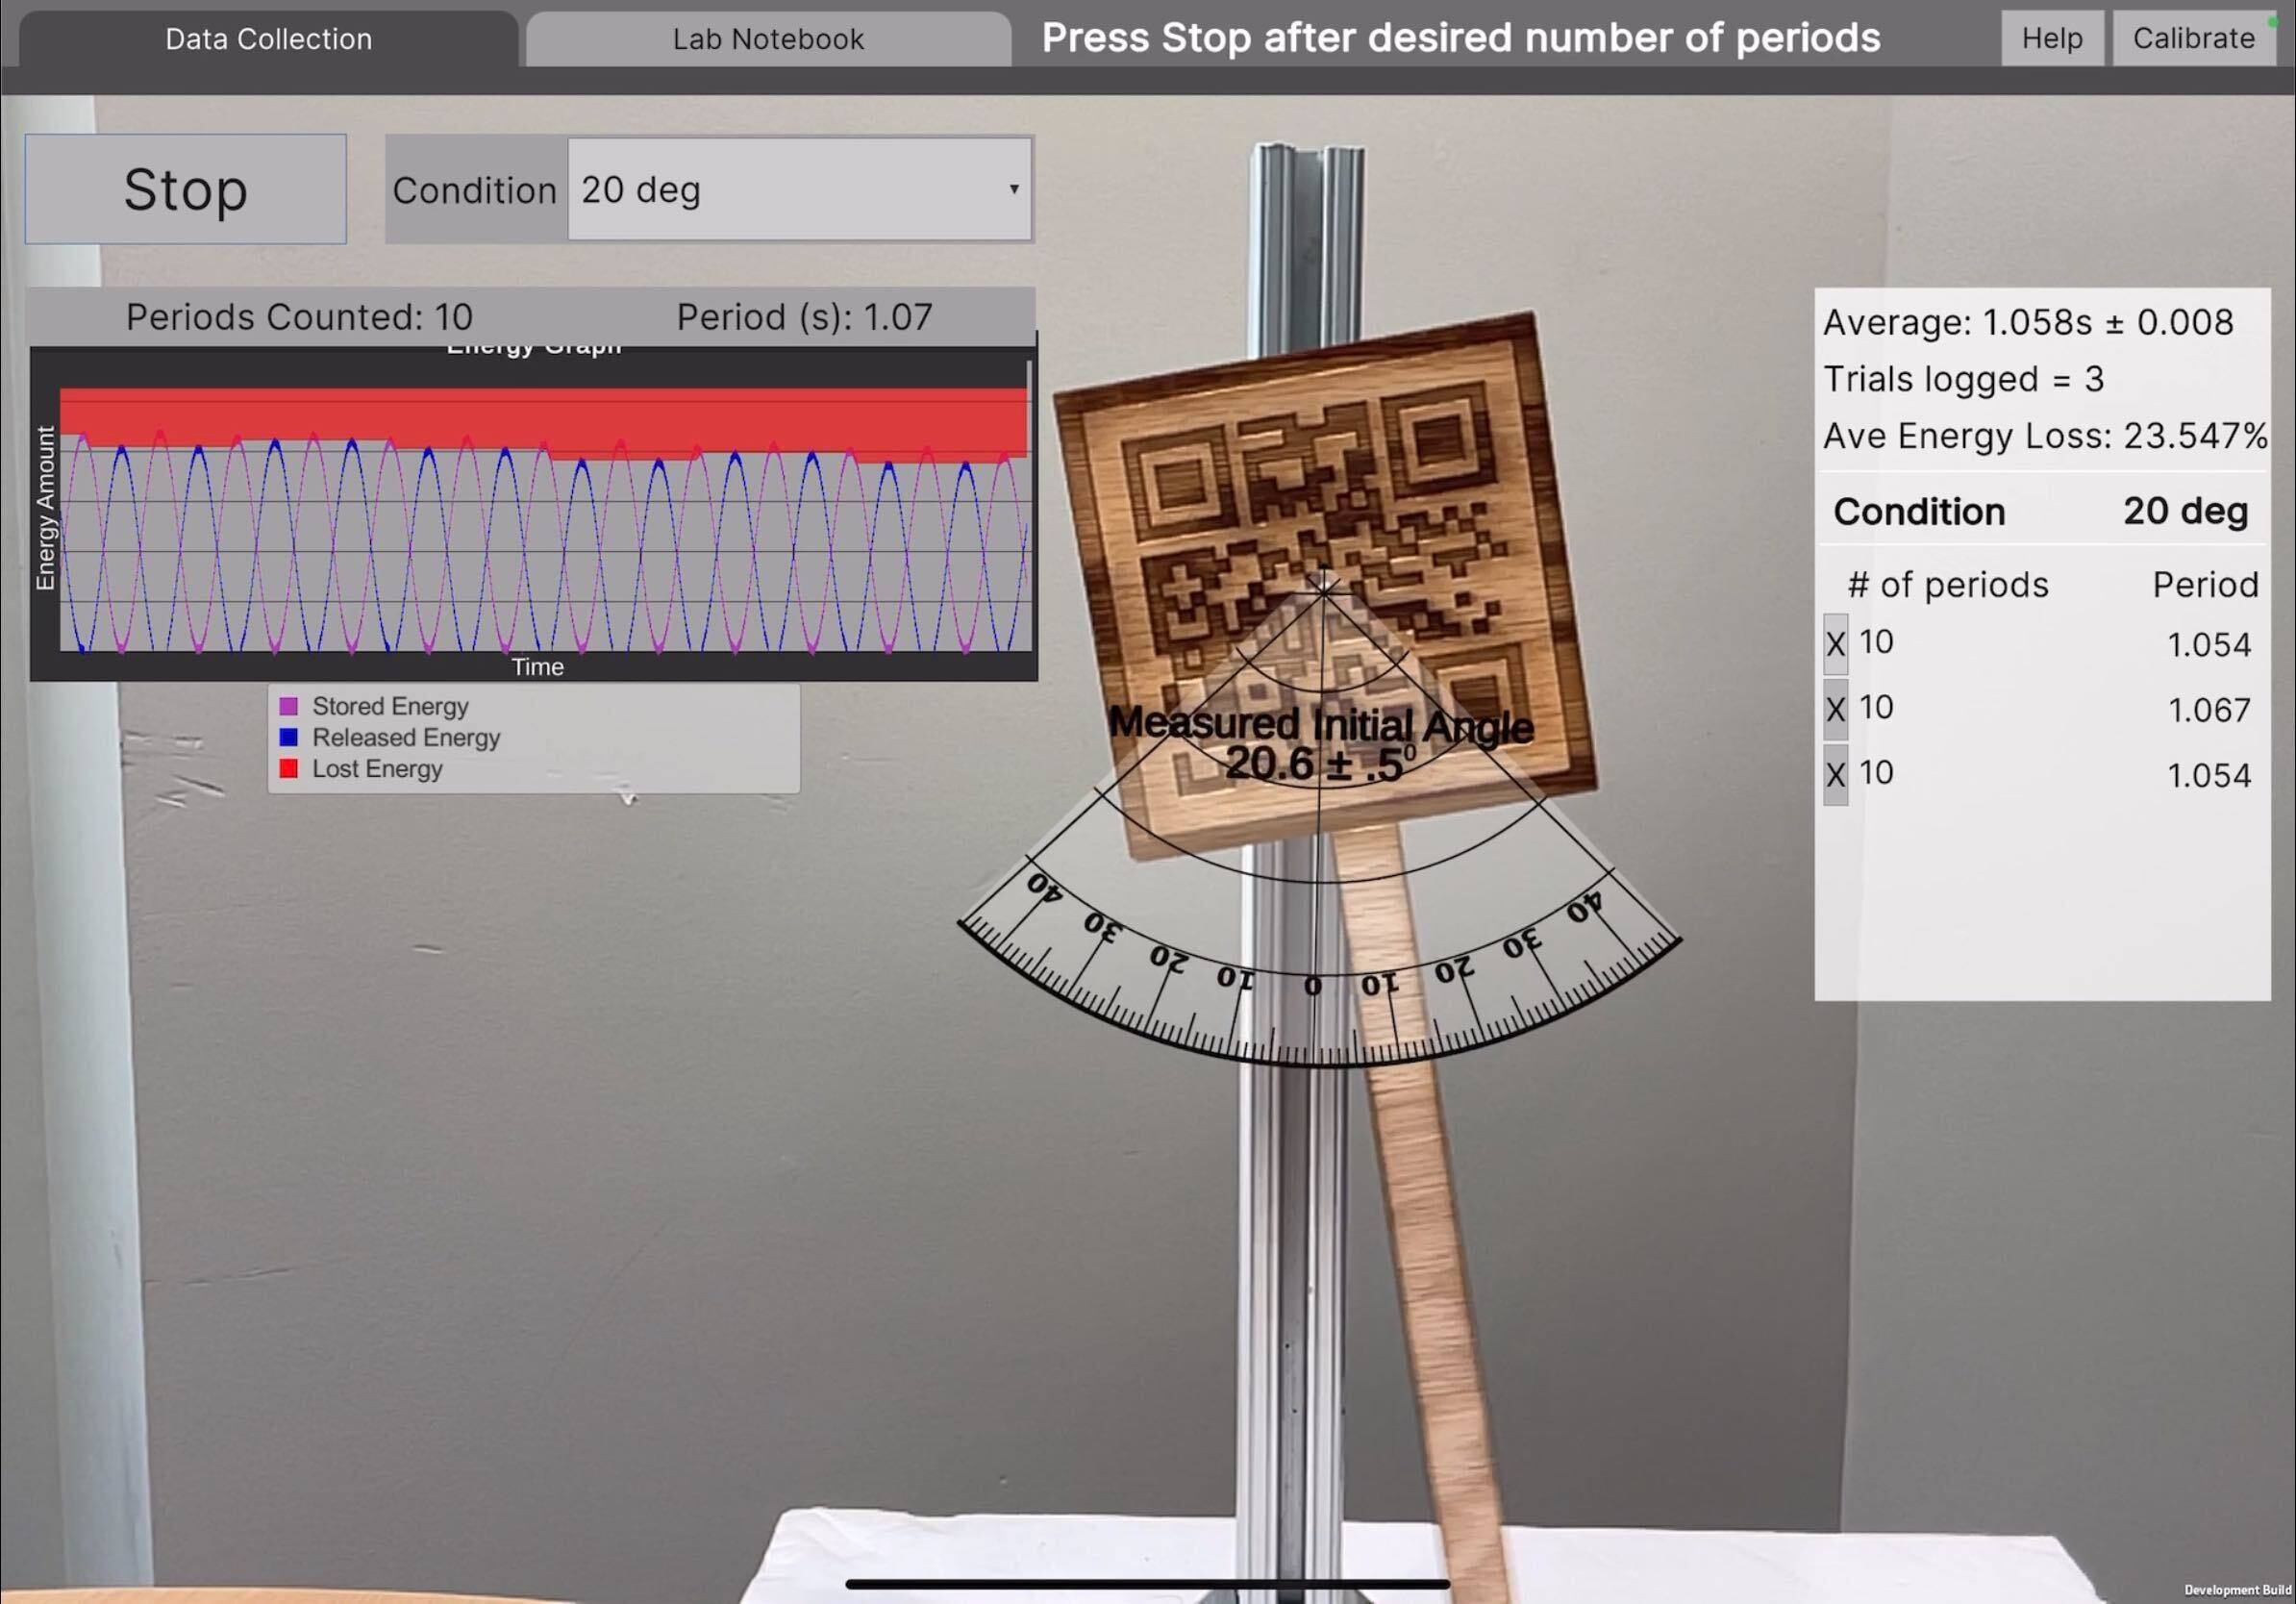 Data Collection
Lab Notebook
Press Stop after desired number of periods
Help
Calibrate
Stop
Condition
20 deg
Periods Counted: 10
Period (s): 1.07
Energy Graph
Energy Amount
Time
Stored Energy
Released Energy
Lost Energy
Measured Initial Angle
20.6 ± .5⁰
40
30
20
10
0
10
20
30
40
Average: 1.058s ± 0.008
Trials logged = 3
Ave Energy Loss: 23.547%
Condition 20 deg
# of periods Period
X 10 1.054
X 10 1.067
X 10 1.054
Development Build